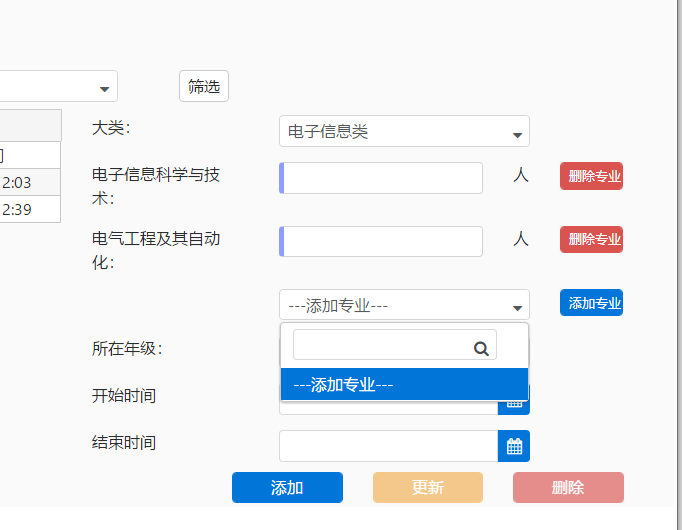 筛选
大类：
电子信息类
2:03
2:39
电子信息科学与技
术：
人
删除专业
电气工程及其自动
化：
人
删除专业
---添加专业---
添加专业
---添加专业---
所在年级：
开始时间
结束时间
添加
更新
删除